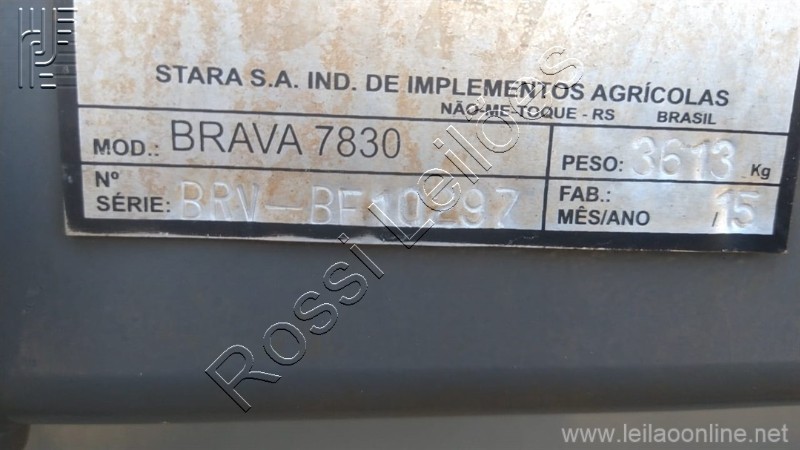 STARA S.A. IND. DE IMPLEMENTOS AGRÍCOLAS
NÃO-ME-TOQUE - RS BRASIL
MOD.: BRAVA 7830
PESO: 3613 Kg
Nº
SÉRIE: BRV-BF10297
FAB.:
MÊS/ANO /15
Rossi Leilões
www.leilaoonline.net